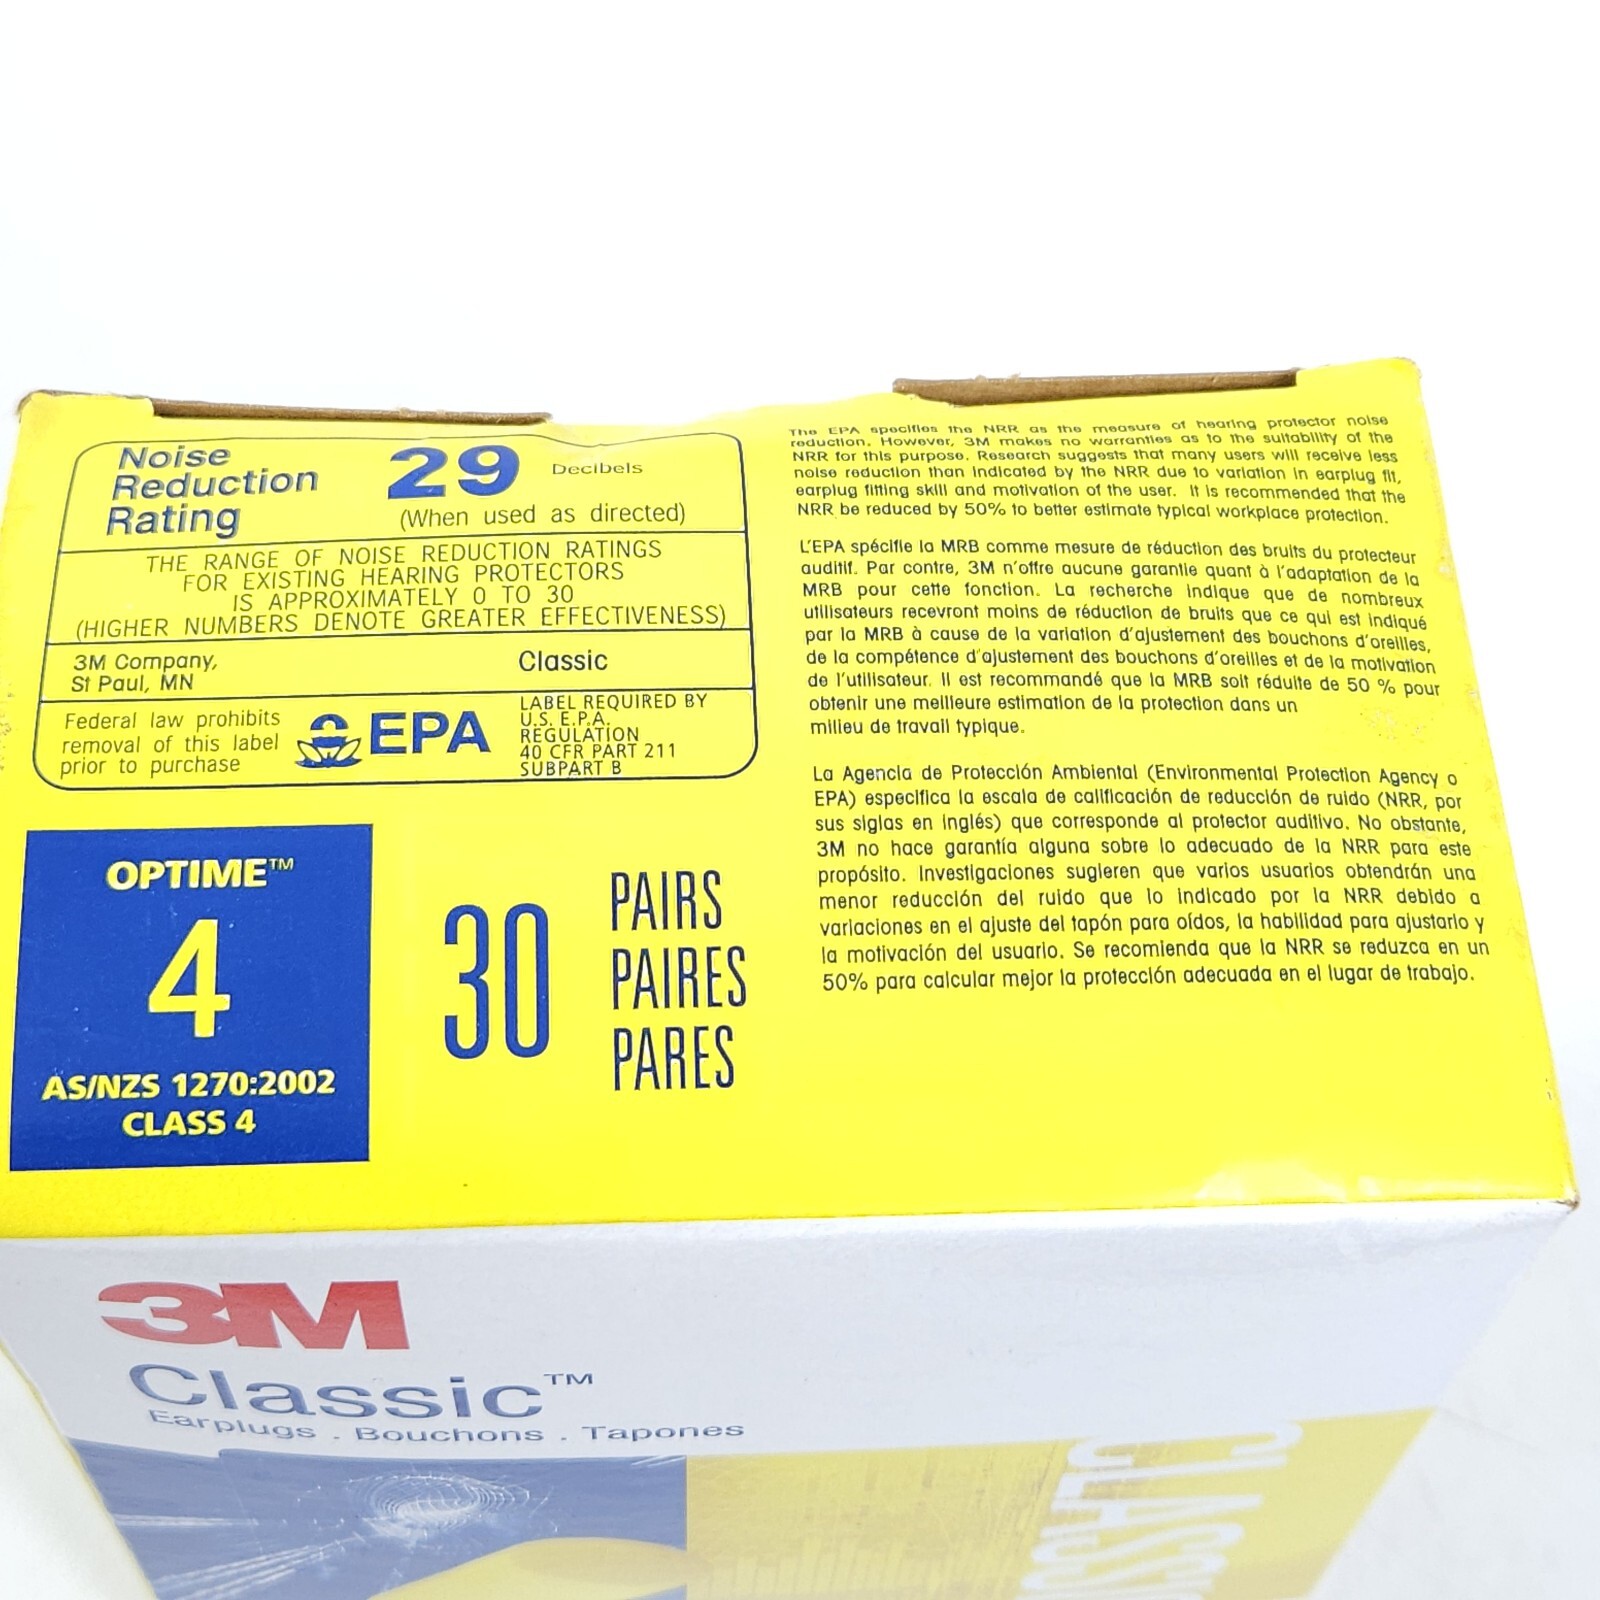 Noise
Reduction
Rating
29 Decibels
(When used as directed)
THE RANGE OF NOISE REDUCTION RATINGS
FOR EXISTING HEARING PROTECTORS
IS APPROXIMATELY 0 TO 30
(HIGHER NUMBERS DENOTE GREATER EFFECTIVENESS)
3M Company,
St Paul, MN
Classic
Federal law prohibits
removal of this label
prior to purchase
EPA
LABEL REQUIRED BY
U.S. E.P.A.
REGULATION
40 CFR PART 211
SUBPART B
OPTIME™
4
AS/NZS 1270:2002
CLASS 4
30
PAIRS
PAIRES
PARES
The EPA specifies the NRR as the measure of hearing protector noise
reduction. However, 3M makes no warranties as to the suitability of the
NRR for this purpose. Research suggests that many users will receive less
noise reduction than indicated by the NRR due to variation in earplug fit,
earplug fitting skill and motivation of the user. It is recommended that the
NRR be reduced by 50% to better estimate typical workplace protection.
L'EPA spécifie la MRB comme mesure de réduction des bruits du protecteur
auditif. Par contre, 3M n'offre aucune garantie quant à l'adaptation de la
MRB pour cette fonction. La recherche indique que de nombreux
utilisateurs recevront moins de réduction de bruits que ce qui est indiqué
par la MRB à cause de la variation d'ajustement des bouchons d'oreilles,
de la compétence d'ajustement des bouchons d'oreilles et de la motivation
de l'utilisateur. Il est recommandé que la MRB soit réduite de 50 % pour
obtenir une meilleure estimation de la protection dans un
milieu de travail typique.
La Agencia de Protección Ambiental (Environmental Protection Agency o
EPA) especifica la escala de calificación de reducción de ruido (NRR, por
sus siglas en inglés) que corresponde al protector auditivo. No obstante,
3M no hace garantía alguna sobre lo adecuado de la NRR para este
propósito. Investigaciones sugieren que varios usuarios obtendrán una
menor reducción del ruido que lo indicado por la NRR debido a
variaciones en el ajuste del tapón para oídos, la habilidad para ajustarlo y
la motivación del usuario. Se recomienda que la NRR se reduzca en un
50% para calcular mejor la protección adecuada en el lugar de trabajo.
3M
Classic™
Earplugs . Bouchons . Tapones